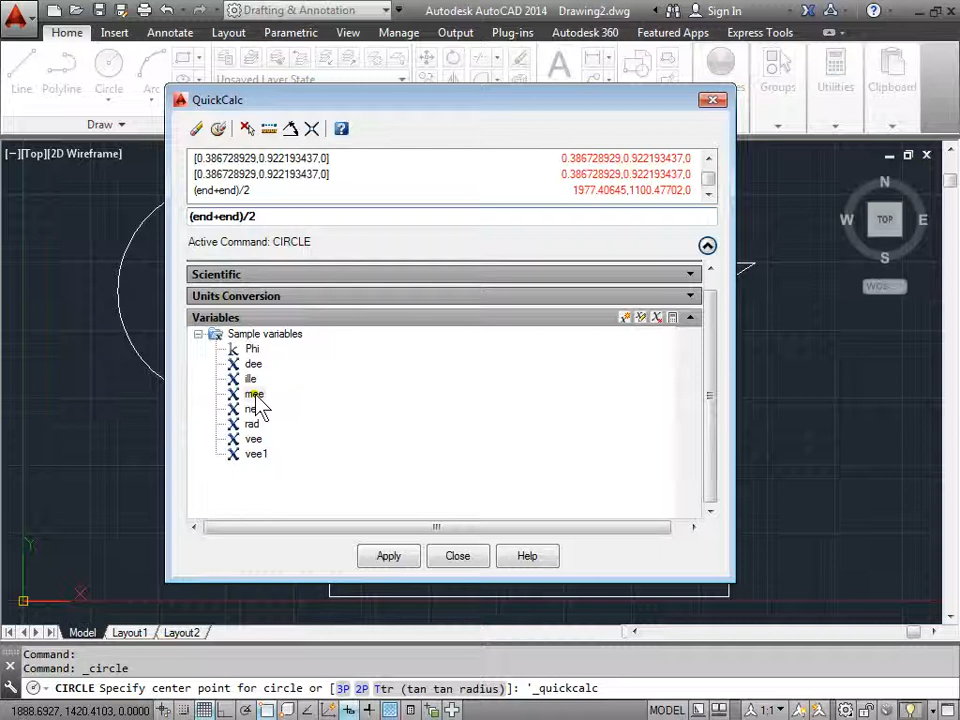 Drafting & Annotation
Autodesk AutoCAD 2014 Drawing2.dwg
Sign In
Home Insert Annotate Layout Parametric View Manage Output Plug-ins Autodesk 360 Featured Apps Express Tools
Unsaved Layer State
Line Polyline Circle Arc
Groups Utilities Clipboard
Draw
QuickCalc
[−][Top][2D Wireframe]
[0.386728929,0.922193437,0] 0.386728929,0.922193437,0
[0.386728929,0.922193437,0] 0.386728929,0.922193437,0
(end+end)/2 1977.40645,1100.47702,0
(end+end)/2
Active Command: CIRCLE
Scientific
Units Conversion
Variables
Sample variables
Phi
dee
ille
mee
rad
vee
vee1
Apply Close Help
N
W TOP E
S
Y
X
Model Layout1 Layout2
Command:
Command: _circle
CIRCLE Specify center point for circle or [3P 2P Ttr (tan tan radius)]: '_quickcalc
1888.6927, 1420.4103, 0.0000
MODEL
1:1